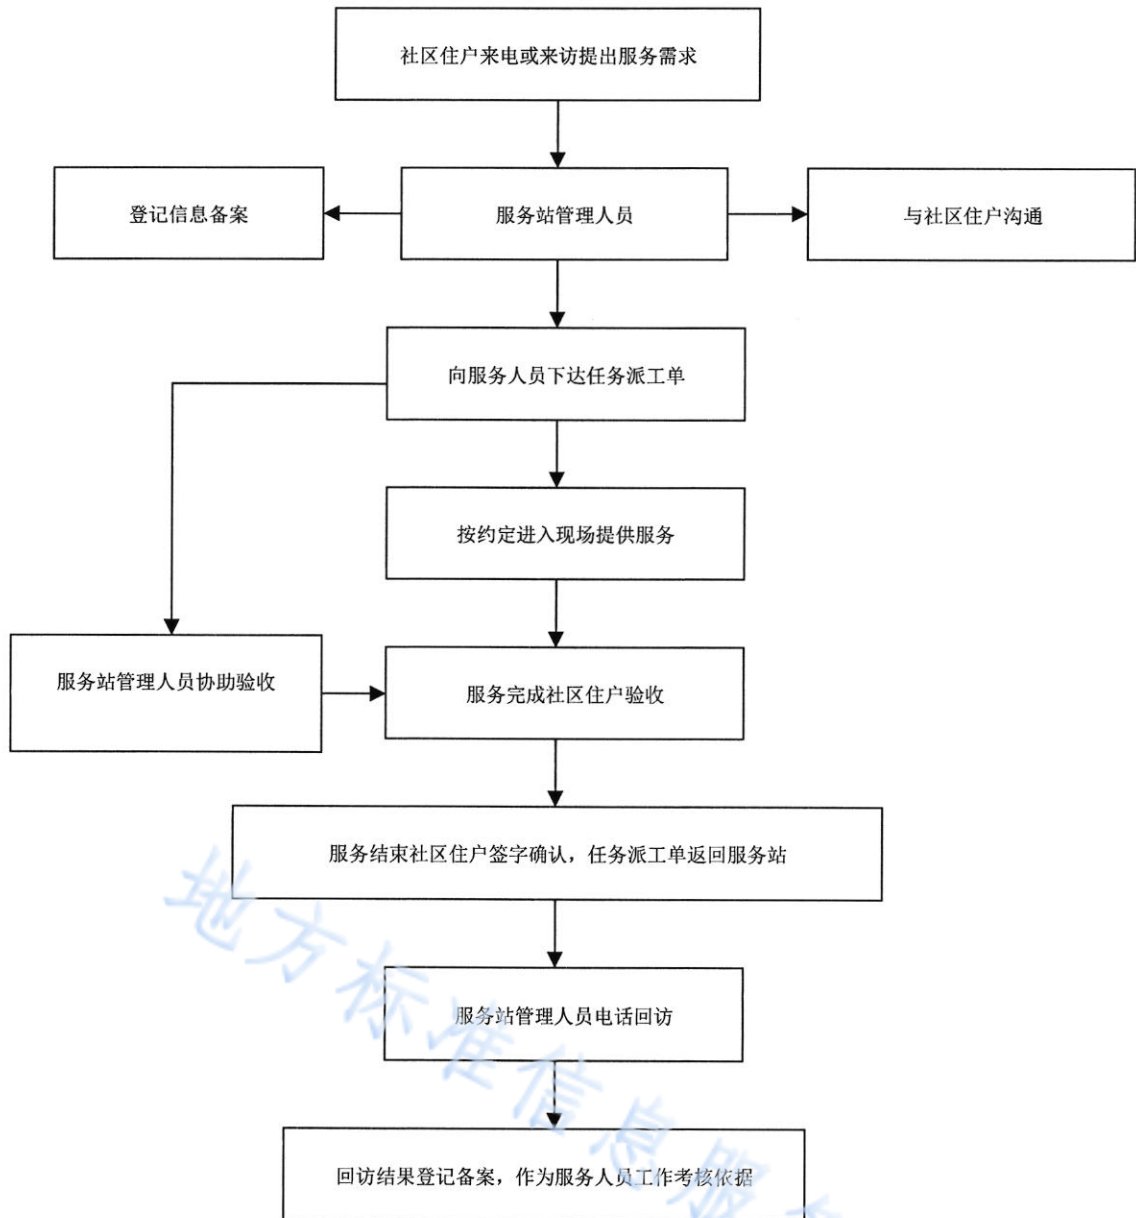 社区住户来电或来访提出服务需求
登记信息备案
服务站管理人员
与社区住户沟通
向服务人员下达任务派工单
按约定进入现场提供服务
服务站管理人员协助验收
服务完成社区住户验收
服务结束社区住户签字确认，任务派工单返回服务站
服务站管理人员电话回访
回访结果登记备案，作为服务人员工作考核依据
地方标准信息服